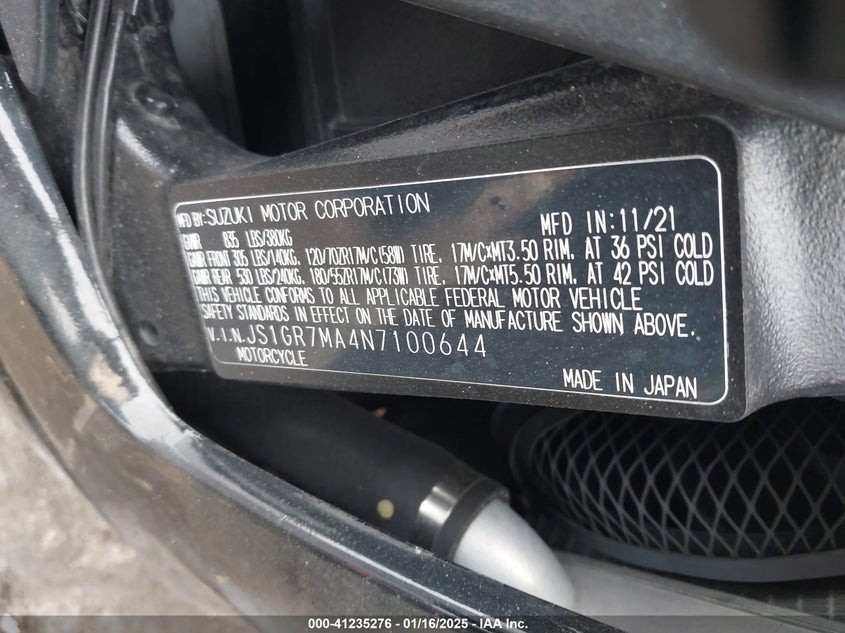 MFD BY:SUZUKI MOTOR CORPORATION MFD IN:11/21
GVWR 835 LBS/380KG
GAWR FRONT 305 LBS/140KG, 120/70ZR17M/C(58W) TIRE, 17M/C×MT3.50 RIM, AT 36 PSI COLD
GAWR REAR 530 LBS/240KG, 180/55ZR17M/C(73W) TIRE, 17M/C×MT5.50 RIM, AT 42 PSI COLD
THIS VEHICLE CONFORMS TO ALL APPLICABLE FEDERAL MOTOR VEHICLE
SAFETY STANDARDS IN EFFECT ON THE DATE OF MANUFACTURE SHOWN ABOVE.
V.I.N.JS1GR7MA4N7100644
MOTORCYCLE MADE IN JAPAN
000-41235276 - 01/16/2025 - IAA Inc.